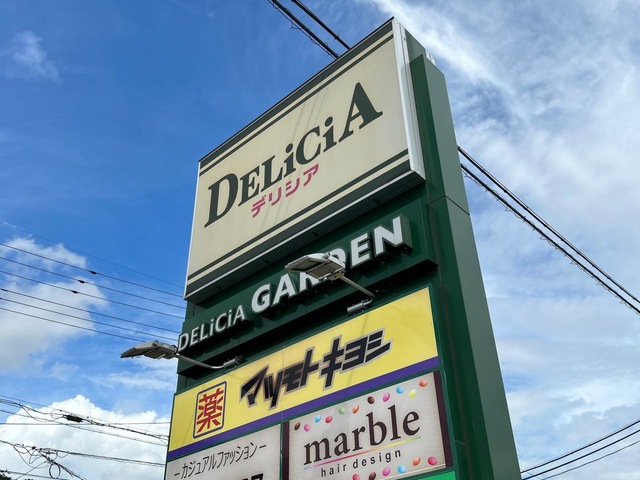 DELiCiA
デリシア
DELiCiA GARDEN
薬 マツモトキヨシ
marble
hair design
－カジュアルファッション－